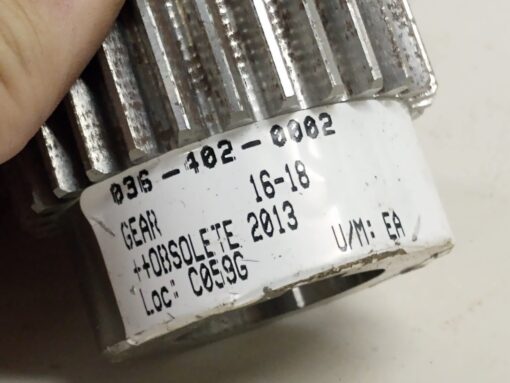 036-402-0002
GEAR 16-18
++OBSOLETE 2013
Loc: C059G U/M: EA